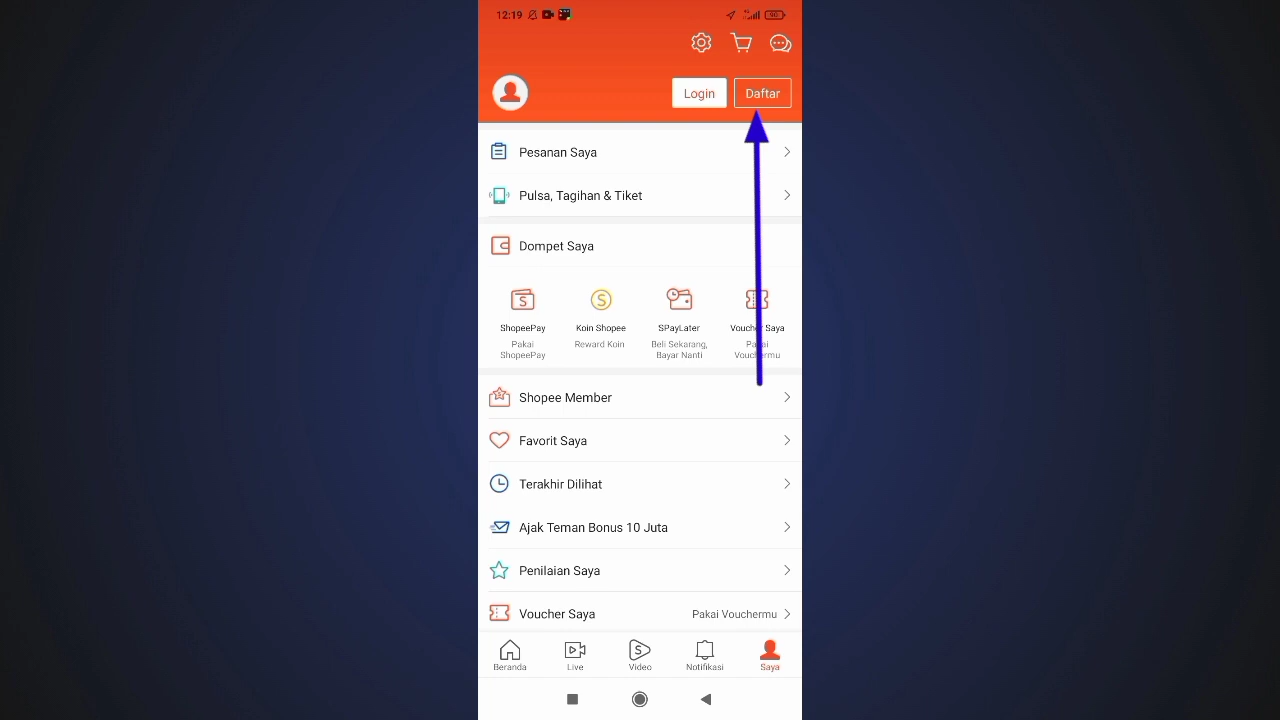 12:19
90
Login
Daftar
Pesanan Saya
Pulsa, Tagihan & Tiket
Dompet Saya
ShopeePay
Koin Shopee
SPayLater
Voucher Saya
Pakai
ShopeePay
Reward Koin
Beli Sekarang,
Bayar Nanti
Pakai
Vouchermu
Shopee Member
Favorit Saya
Terakhir Dilihat
Ajak Teman Bonus 10 Juta
Penilaian Saya
Voucher Saya
Pakai Vouchermu
Beranda
Live
Video
Notifikasi
Saya